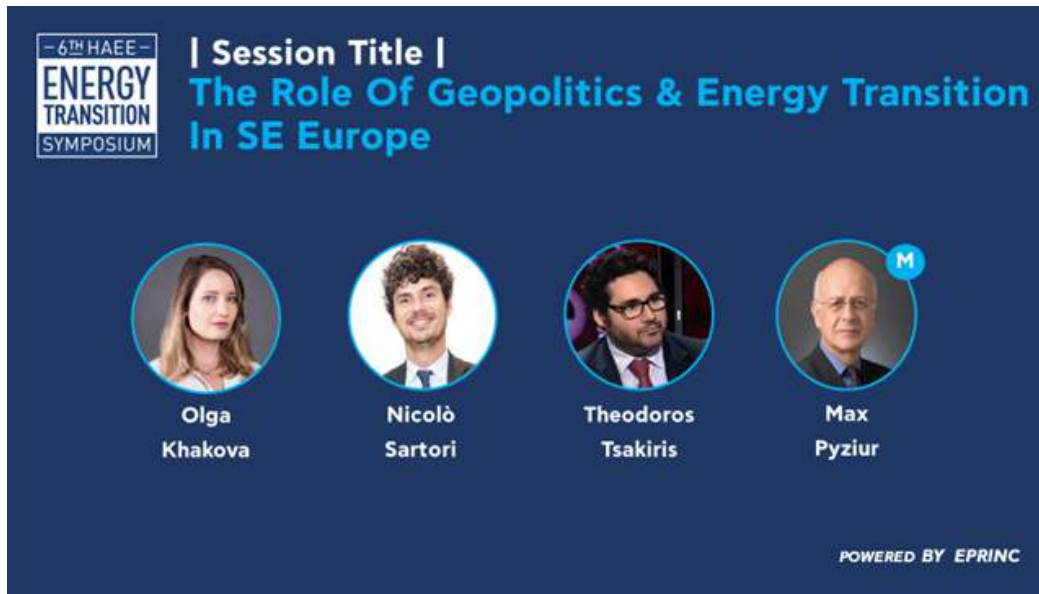 -6TH HAEE-
ENERGY
TRANSITION
SYMPOSIUM
| Session Title |
The Role Of Geopolitics & Energy Transition
In SE Europe
M
Olga
Khakova
Nicolò
Sartori
Theodoros
Tsakiris
Max
Pyziur
POWERED BY EPRINC